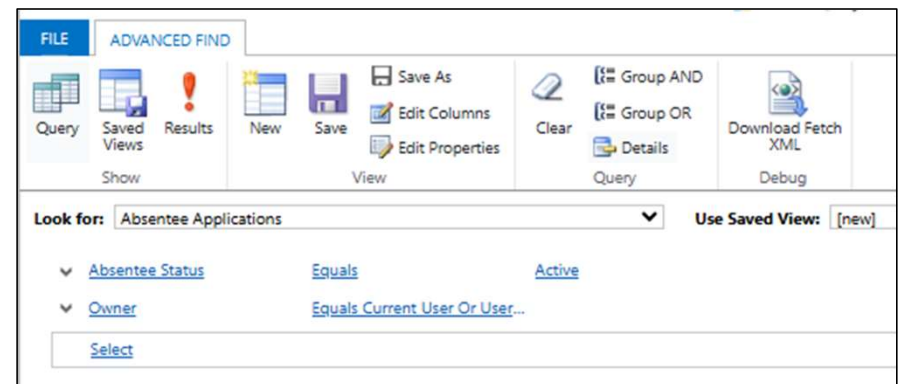 FILE ADVANCED FIND
Query
Saved Views
Results
New
Save
Save As
Edit Columns
Edit Properties
Clear
Group AND
Group OR
Details
Download Fetch XML
Show View Query Debug
Look for: Absentee Applications Use Saved View: [new]
Absentee Status Equals Active
Owner Equals Current User Or User...
Select